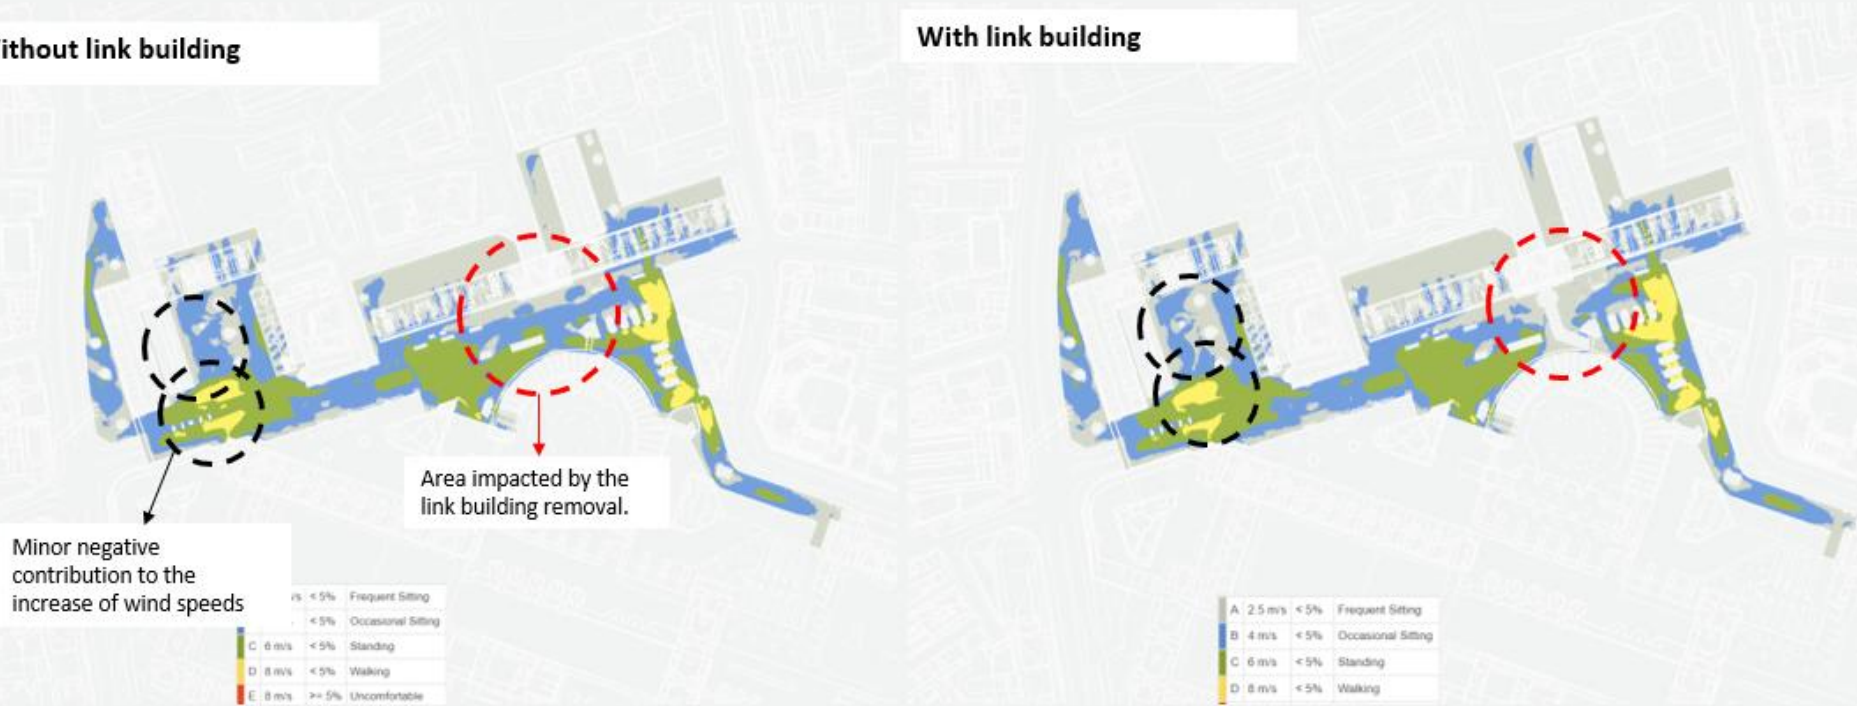 ithout link building
With link building
Area impacted by the
link building removal.
Minor negative
contribution to the
increase of wind speeds
/s < 5% Frequent Sitting
< 5% Occasional Sitting
C 6 m/s < 5% Standing
D 8 m/s < 5% Walking
E 8 m/s >= 5% Uncomfortable
A 2.5 m/s < 5% Frequent Sitting
B 4 m/s < 5% Occasional Sitting
C 6 m/s < 5% Standing
D 8 m/s < 5% Walking